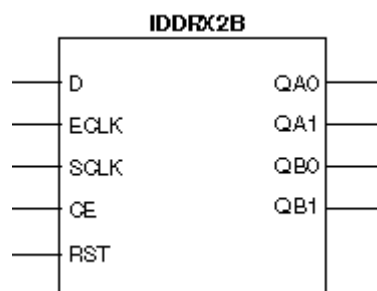 IDDRX2B
D QA0
ECLK QA1
SCLK QB0
CE QB1
RST